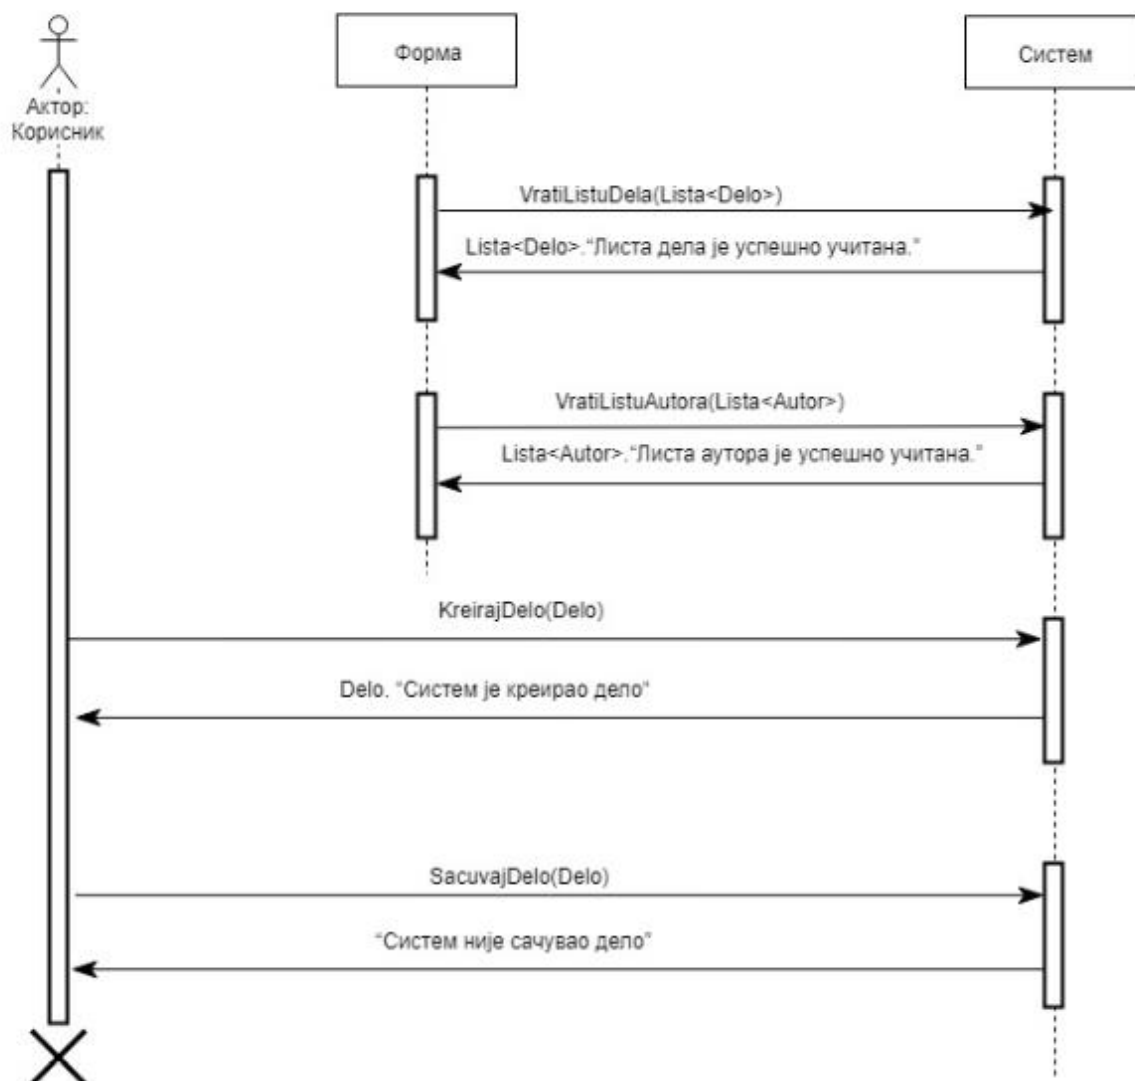 Актор:
Корисник
Форма
Систем
VratiListuDela(Lista<Delo>)
Lista<Delo>.“Листа дела је успешно учитана.”
VratiListuAutora(Lista<Autor>)
Lista<Autor>.“Листа аутора је успешно учитана.”
KreirajDelo(Delo)
Delo. “Систем је креирао дело“
SacuvajDelo(Delo)
“Систем није сачувао дело”